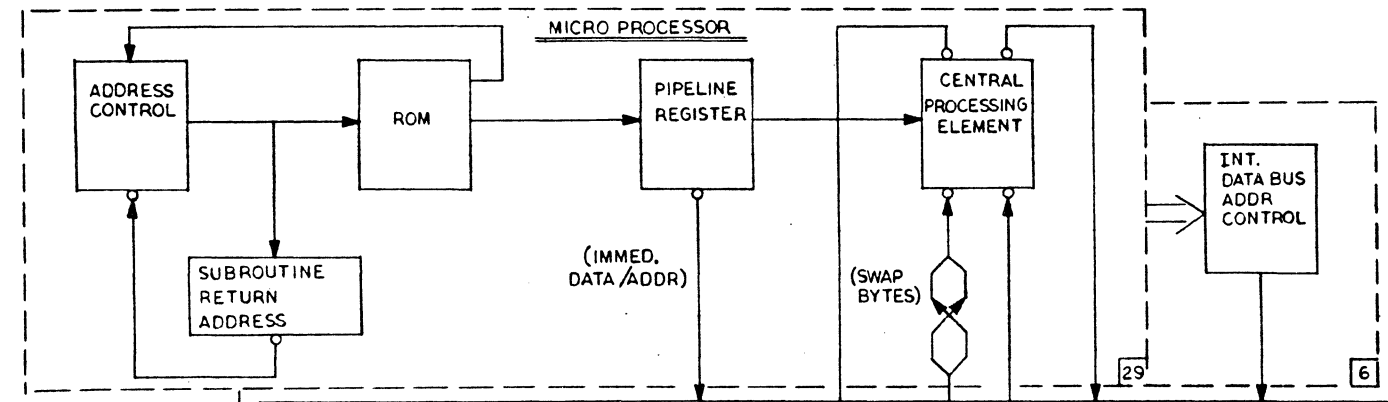 MICRO PROCESSOR
ADDRESS
CONTROL
ROM
PIPELINE
REGISTER
CENTRAL
PROCESSING
ELEMENT
INT.
DATA BUS
ADDR
CONTROL
SUBROUTINE
RETURN
ADDRESS
(IMMED.
DATA/ADDR)
(SWAP
BYTES)
29
6